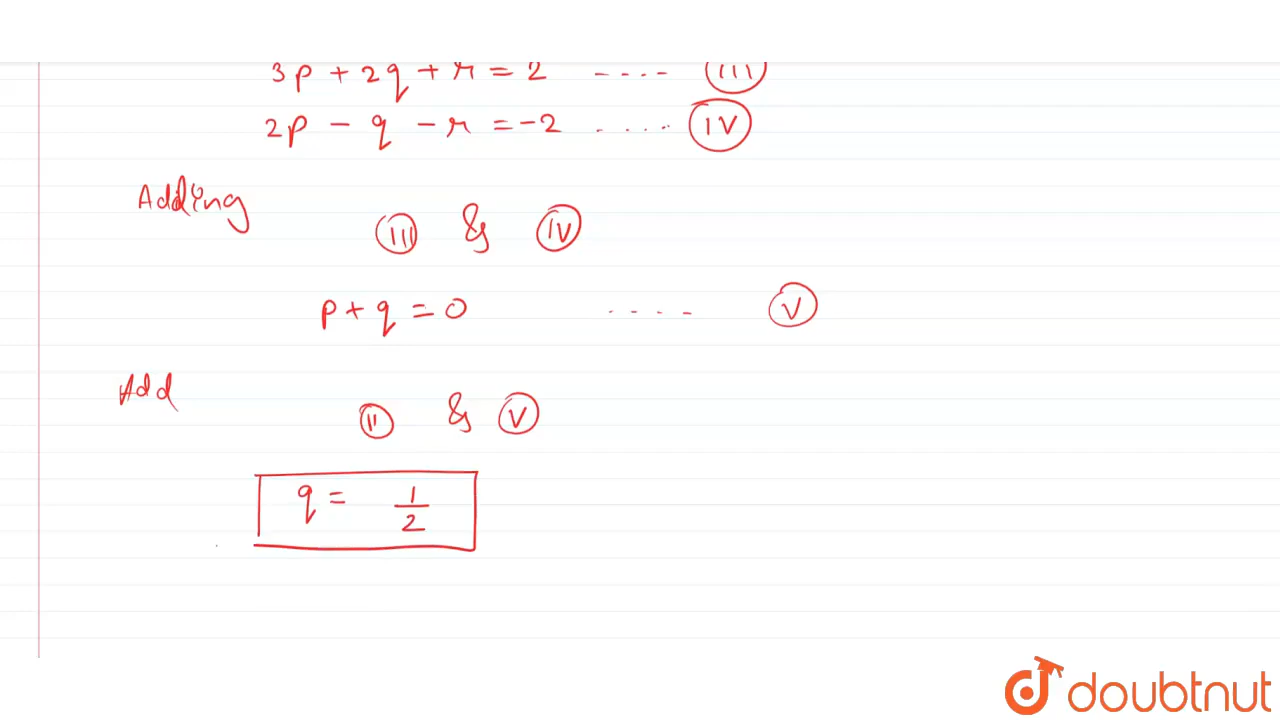 3p + 2q + r = 2 ---- (III)
2p - q - r = -2 .... (IV)
Adding
(III) & (IV)
p + q = 0 .... (V)
Add
(II) & (V)
q = 1/2
doubtnut